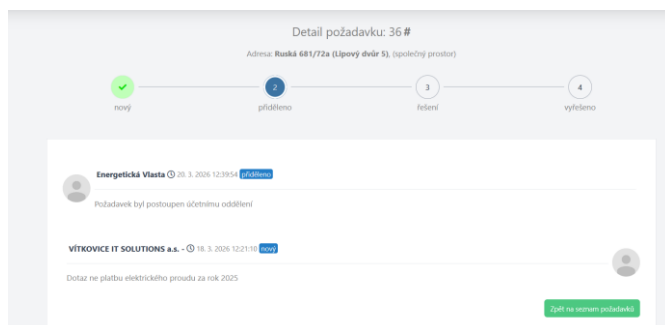 Detail požadavku: 36 #
Adresa: Ruská 681/72a (Lipový dvůr 5), (společný prostor)
2
3
4
nový
přiděleno
řešení
vyřešeno
Energetická Vlasta 20. 3. 2026 12:39:54 přiděleno
Požadavek byl postoupen účetnímu oddělení
VÍTKOVICE IT SOLUTIONS a.s. - 18. 3. 2026 12:21:10 nový
Dotaz ne platbu elektrického proudu za rok 2025
Zpět na seznam požadavků